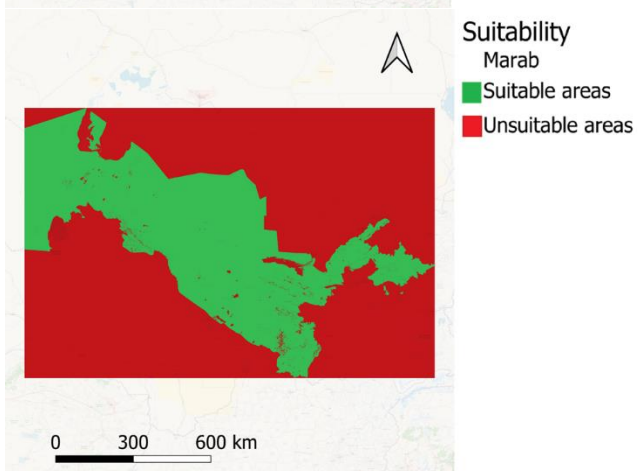 Suitability
Marab
Suitable areas
Unsuitable areas
0 300 600 km